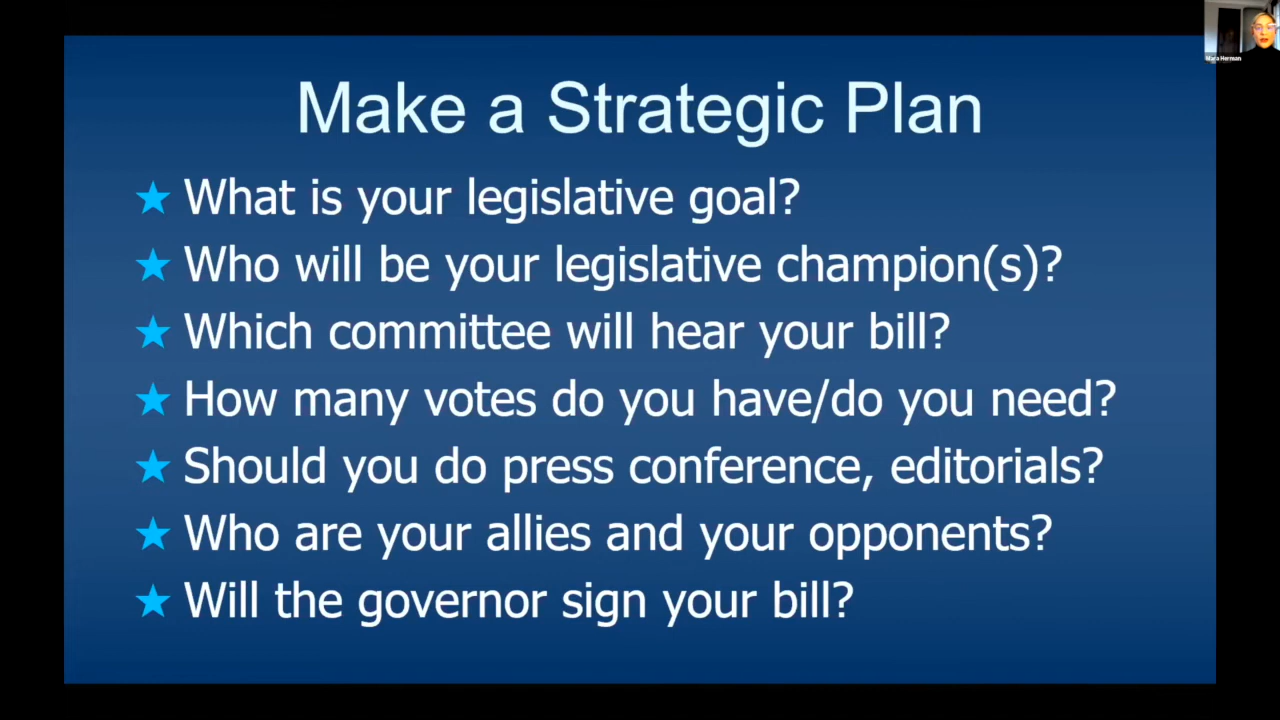 Make a Strategic Plan
What is your legislative goal?
Who will be your legislative champion(s)?
Which committee will hear your bill?
How many votes do you have/do you need?
Should you do press conference, editorials?
Who are your allies and your opponents?
Will the governor sign your bill?
Mara Herman